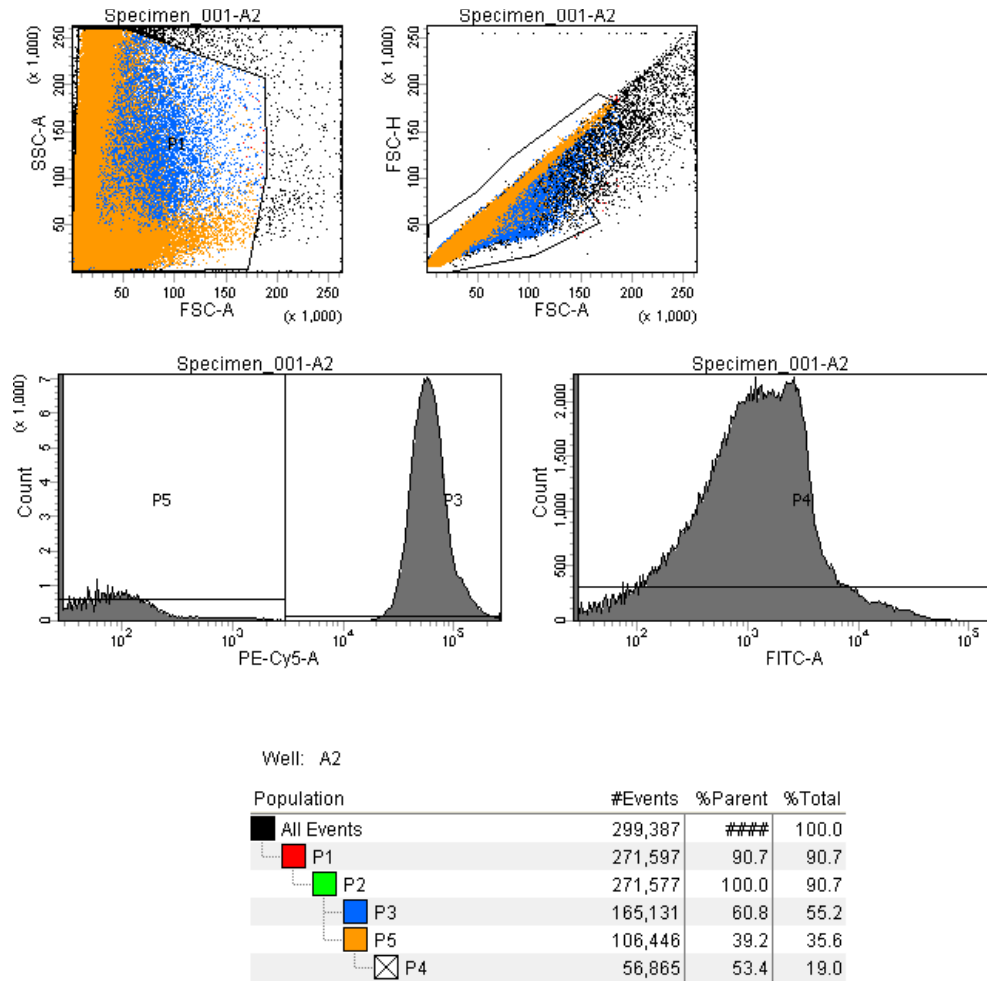 Specimen_001-A2
SSC-A
(x 1,000)
50 100 150 200 250
P1
50 100 150 200 250
FSC-A
(x 1,000)
Specimen_001-A2
FSC-H
(x 1,000)
50 100 150 200 250
50 100 150 200 250
FSC-A
(x 1,000)
Specimen_001-A2
Count
(x 1,000)
0 1 2 3 4 5 6 7
P5
P3
10² 10³ 10⁴ 10⁵
PE-Cy5-A
Specimen_001-A2
Count
0 500 1,000 1,500 2,000
P4
10² 10³ 10⁴ 10⁵
FITC-A
Well: A2
Population #Events %Parent %Total
All Events 299,387 #### 100.0
P1 271,597 90.7 90.7
P2 271,577 100.0 90.7
P3 165,131 60.8 55.2
P5 106,446 39.2 35.6
P4 56,865 53.4 19.0